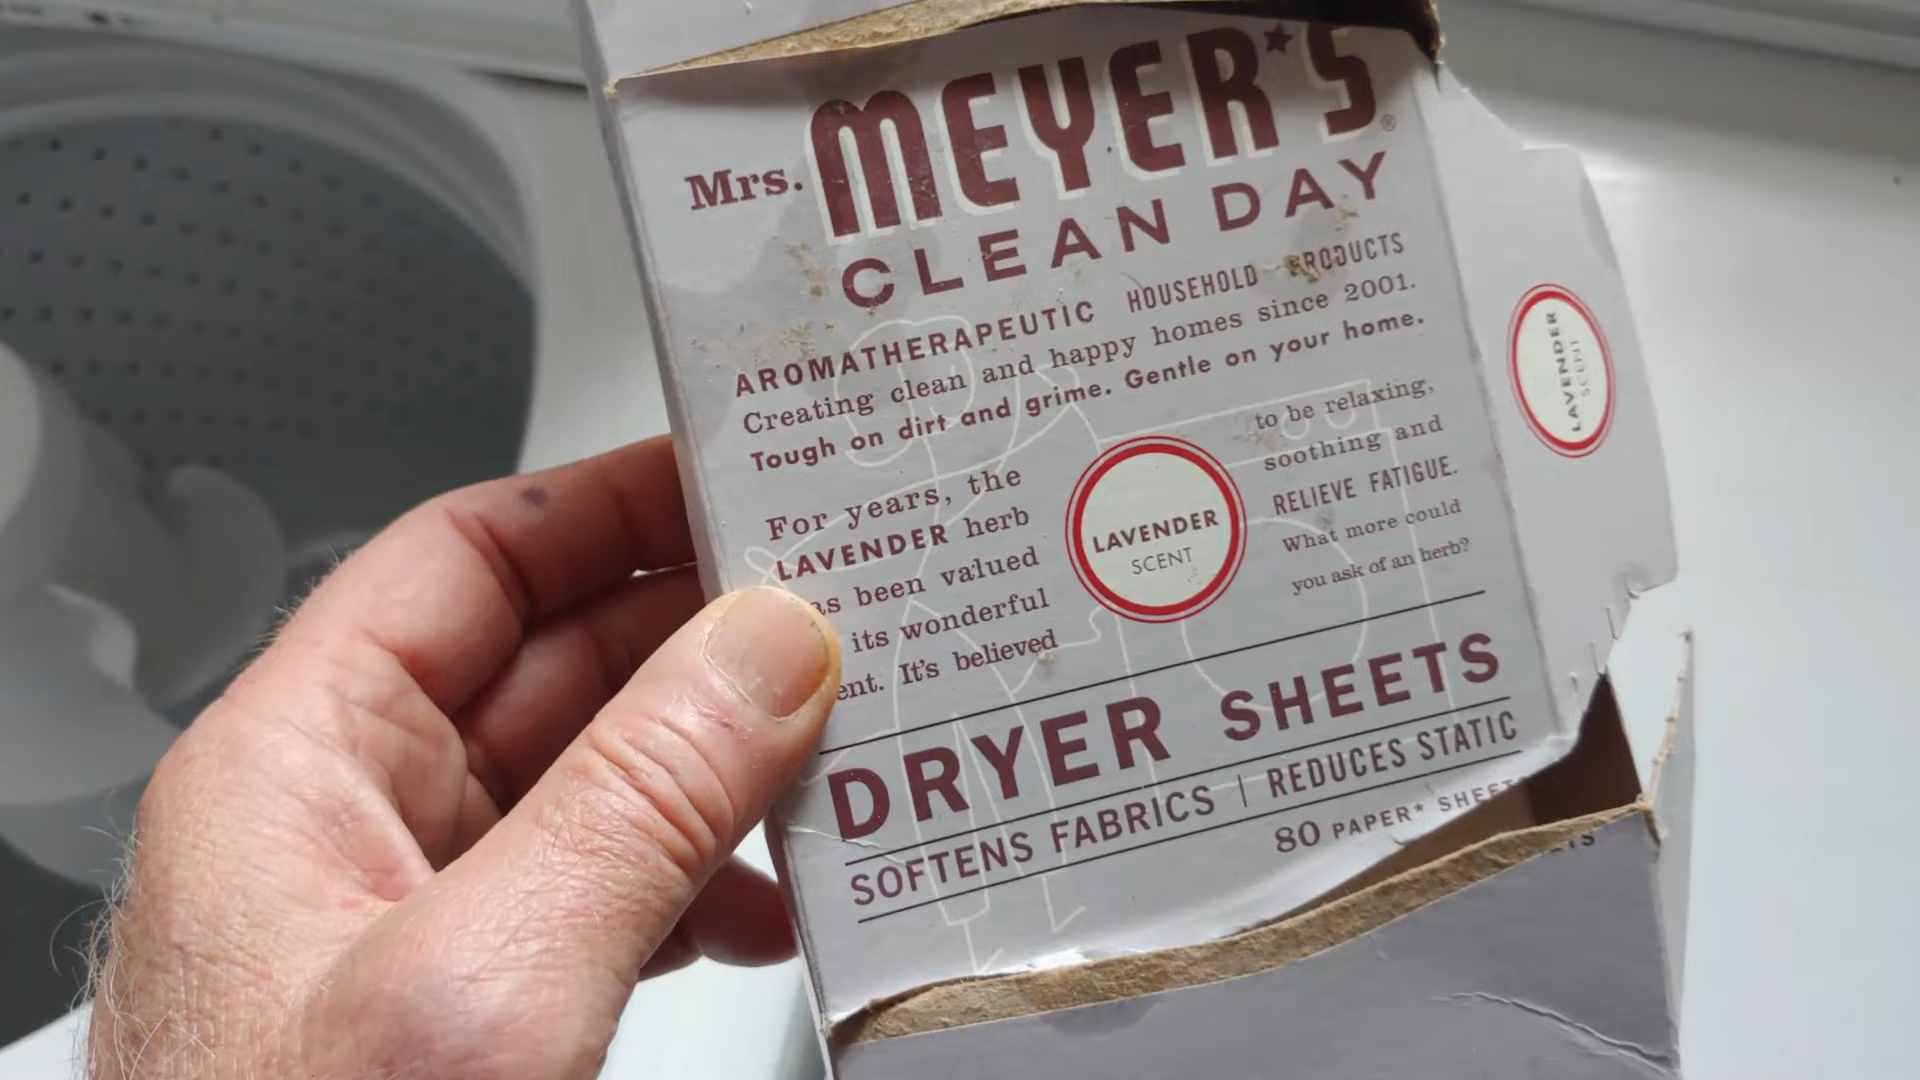 Mrs. MEYER'S
CLEAN DAY
AROMATHERAPEUTIC HOUSEHOLD PRODUCTS
Creating clean and happy homes since 2001.
Tough on dirt and grime. Gentle on your home.
For years, the
LAVENDER herb
as been valued
its wonderful
ent. It's believed
LAVENDER
SCENT
to be relaxing,
soothing and
RELIEVE FATIGUE.
What more could
you ask of an herb?
DRYER SHEETS
SOFTENS FABRICS | REDUCES STATIC
80 PAPER* SHEET
LAVENDER
SCENT